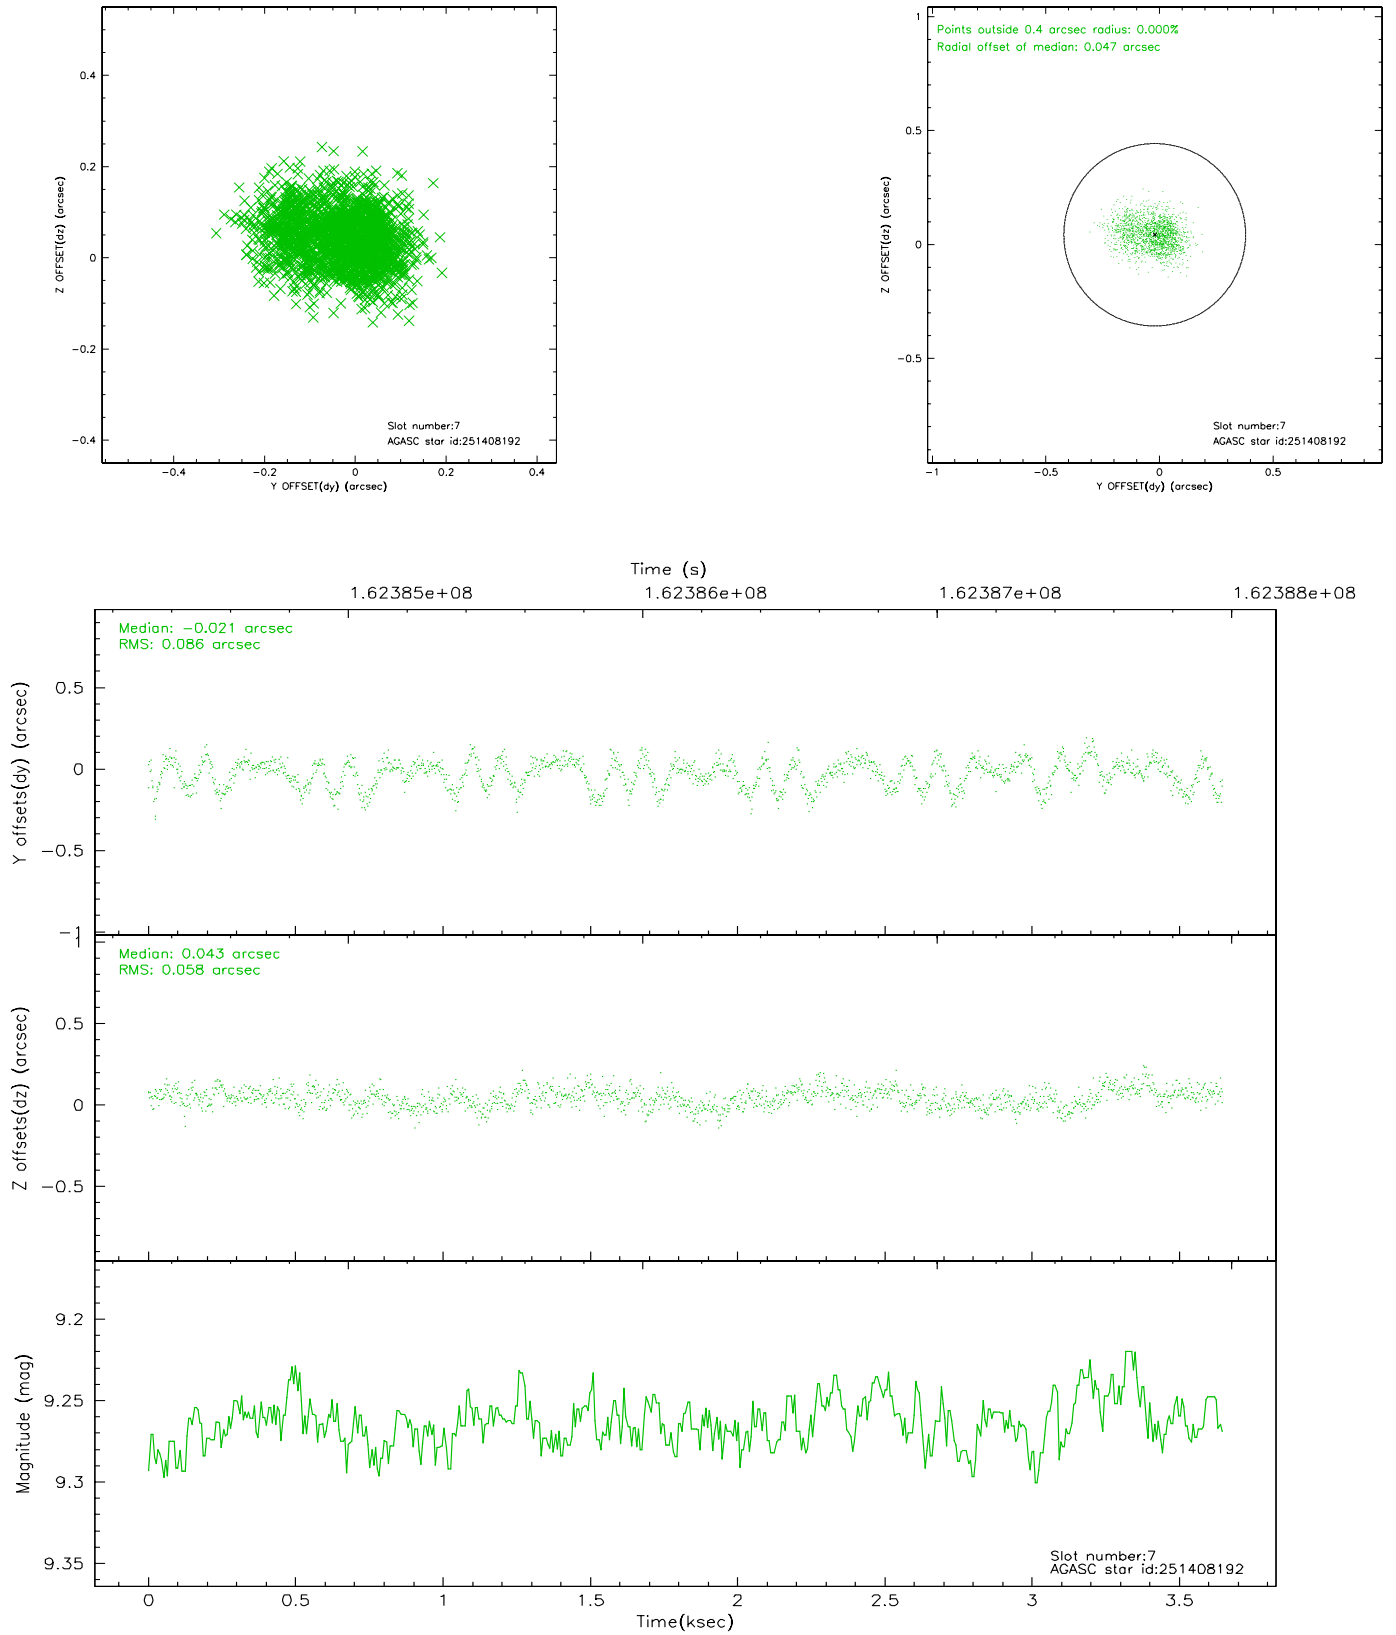 0.4
0.2
0
-0.2
-0.4
Z OFFSET(dz) (arcsec)
Slot number:7
AGASC star id:251408192
-0.4 -0.2 0 0.2 0.4
Y OFFSET(dy) (arcsec)
Points outside 0.4 arcsec radius: 0.000%
Radial offset of median: 0.047 arcsec
1
0.5
0
-0.5
Z OFFSET(dz) (arcsec)
Slot number:7
AGASC star id:251408192
-1 -0.5 0 0.5
Y OFFSET(dy) (arcsec)
Time (s)
1.62385e+08 1.62386e+08 1.62387e+08 1.62388e+08
Median: -0.021 arcsec
RMS: 0.086 arcsec
0.5
0
-0.5
-1
Y offsets(dy) (arcsec)
Median: 0.043 arcsec
RMS: 0.058 arcsec
1
0.5
0
-0.5
Z offsets(dz) (arcsec)
9.2
9.25
9.3
9.35
Magnitude (mag)
Slot number:7
AGASC star id:251408192
0 0.5 1 1.5 2 2.5 3 3.5
Time(ksec)